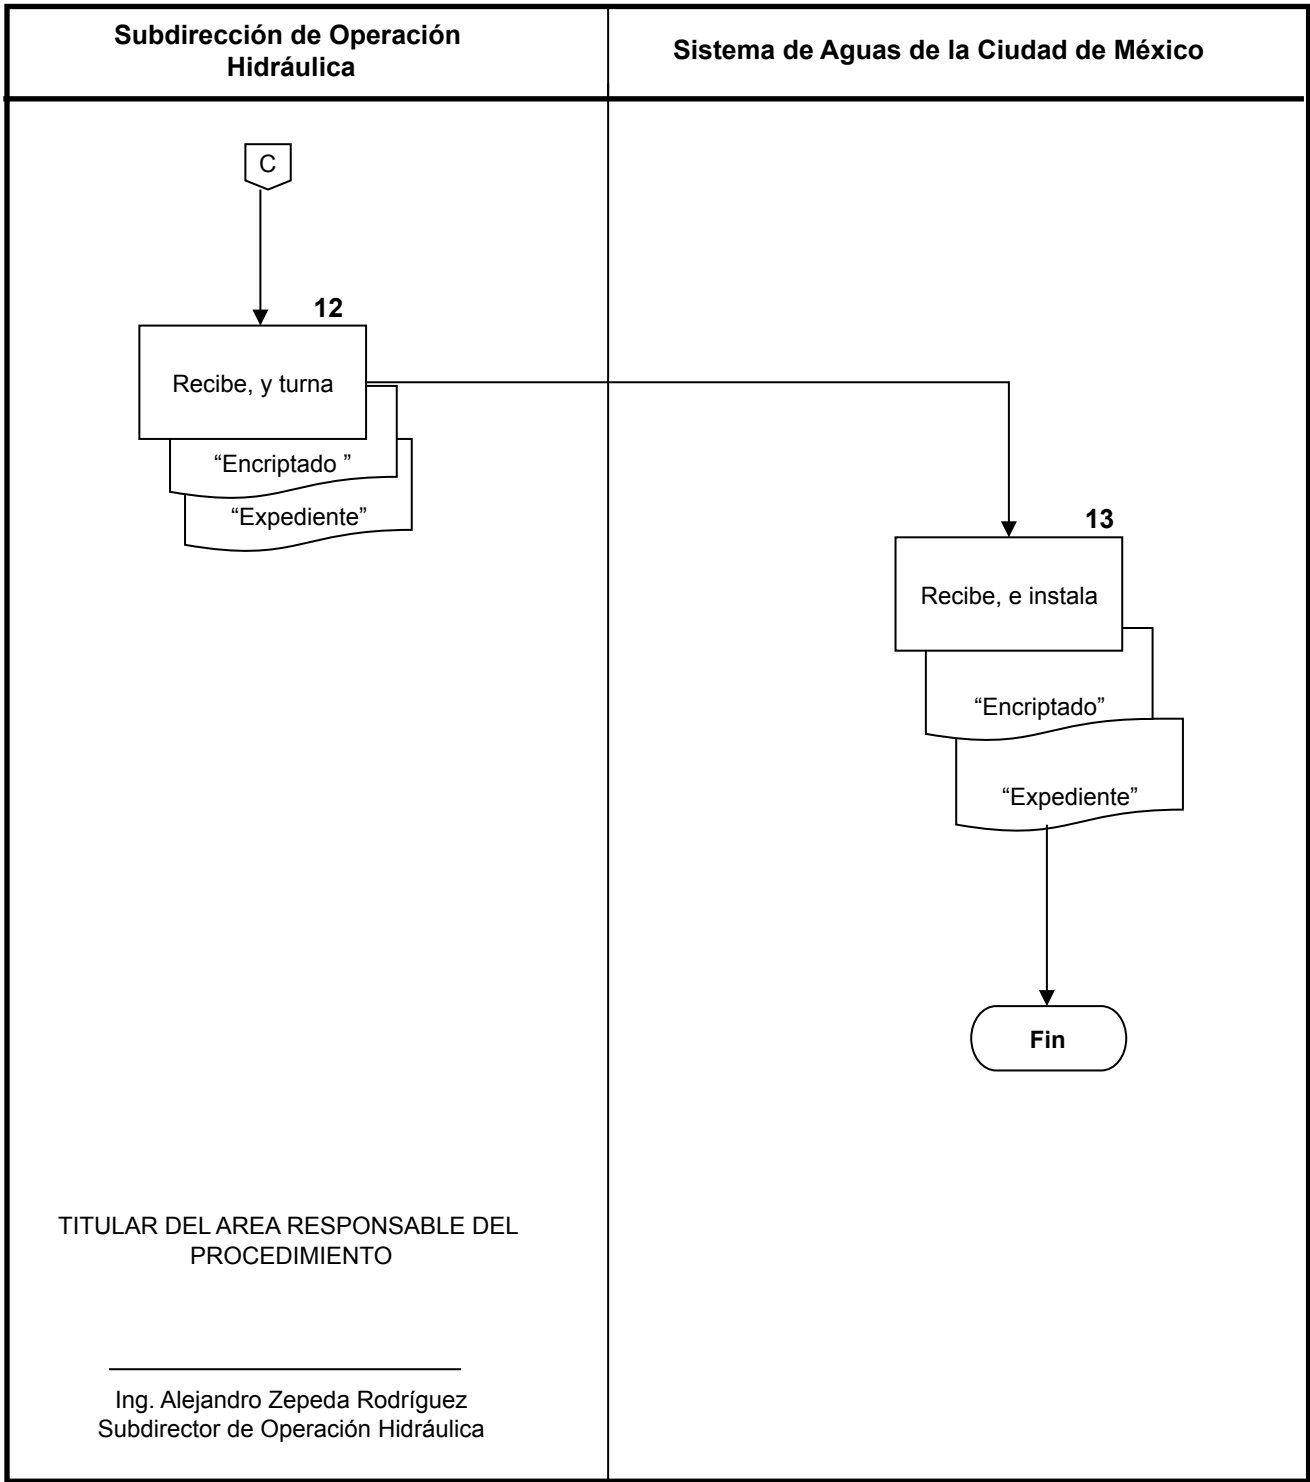 Subdirección de Operación
Hidráulica
Sistema de Aguas de la Ciudad de México
C
12
Recibe, y turna
“Encriptado ”
“Expediente”
13
Recibe, e instala
“Encriptado”
“Expediente”
Fin
TITULAR DEL AREA RESPONSABLE DEL
PROCEDIMIENTO
Ing. Alejandro Zepeda Rodríguez
Subdirector de Operación Hidráulica